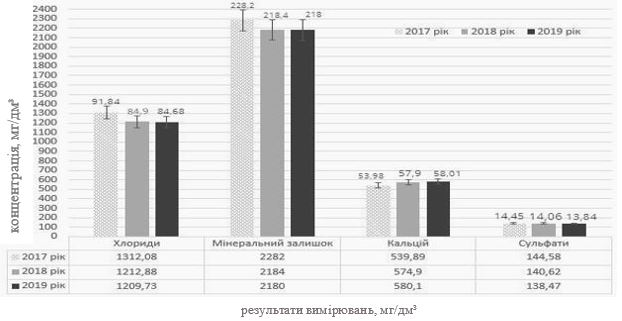 концентрація, мг/дм³
2400
2300
2200
2100
2000
1900
1800
1700
1600
1500
1400
1300
1200
1100
1000
900
800
700
600
500
400
300
200
100
0
2017 рік 2018 рік 2019 рік
228,2 218,4 218
91,84 84,9 84,68
53,98 57,9 58,01
14,45 14,06 13,84
Хлориди Мінеральний залишок Кальцій Сульфати
2017 рік 1312,08 2282 539,89 144,58
2018 рік 1212,88 2184 574,9 140,62
2019 рік 1209,73 2180 580,1 138,47
результати вимірювань, мг/дм³